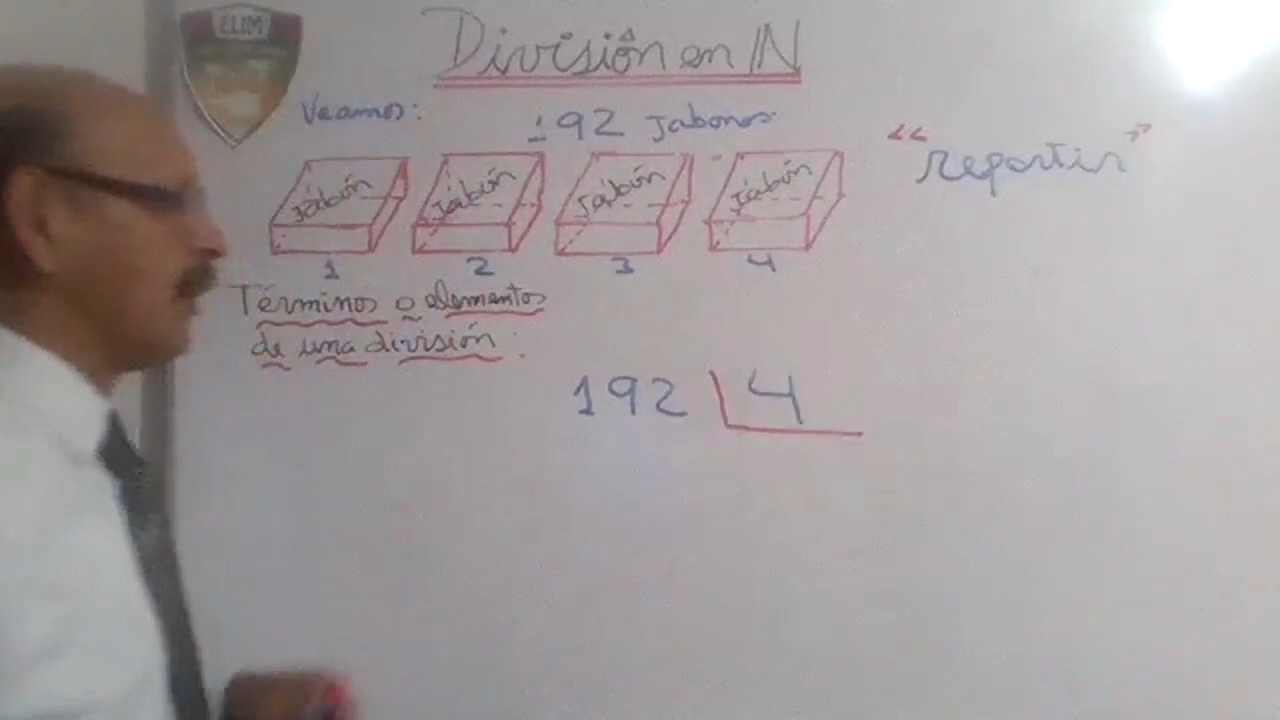 ELIM
División en IN
Veamos:
192 Jabones
"repartir"
Jabón Jabón Jabón Jabón
1 2 3 4
Términos o elementos
de una división:
192 4